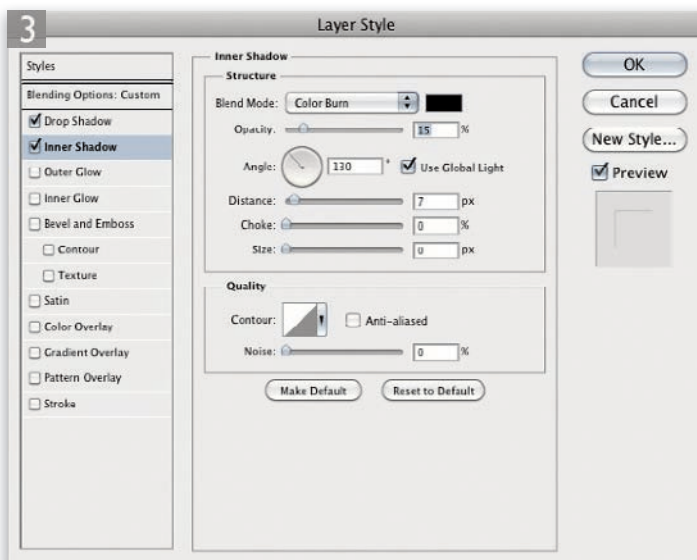 3
Layer Style
Styles
Blending Options: Custom
Drop Shadow
Inner Shadow
Outer Glow
Inner Glow
Bevel and Emboss
Contour
Texture
Satin
Color Overlay
Gradient Overlay
Pattern Overlay
Stroke
Inner Shadow
Structure
Blend Mode: Color Burn
Opacity: 15 %
Angle: 130 ° Use Global Light
Distance: 7 px
Choke: 0 %
Size: 0 px
Quality
Contour: Anti-aliased
Noise: 0 %
Make Default Reset to Default
OK
Cancel
New Style...
Preview